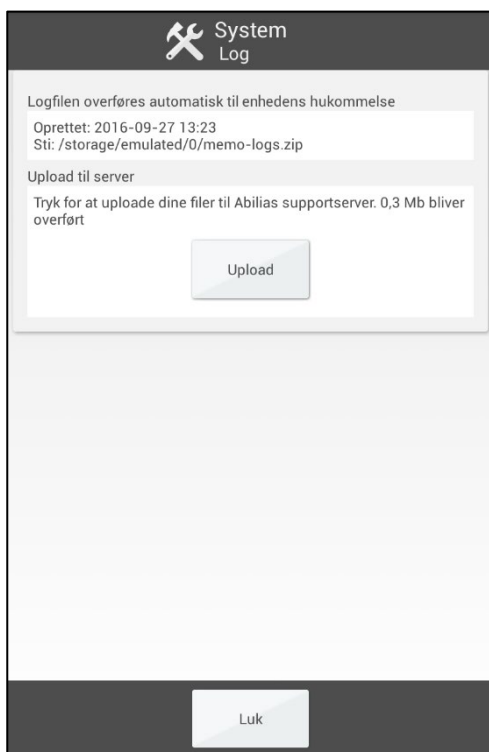 System
Log
Logfilen overføres automatisk til enhedens hukommelse
Oprettet: 2016-09-27 13:23
Sti: /storage/emulated/0/memo-logs.zip
Upload til server
Tryk for at uploade dine filer til Abilias supportserver. 0,3 Mb bliver
overført
Upload
Luk